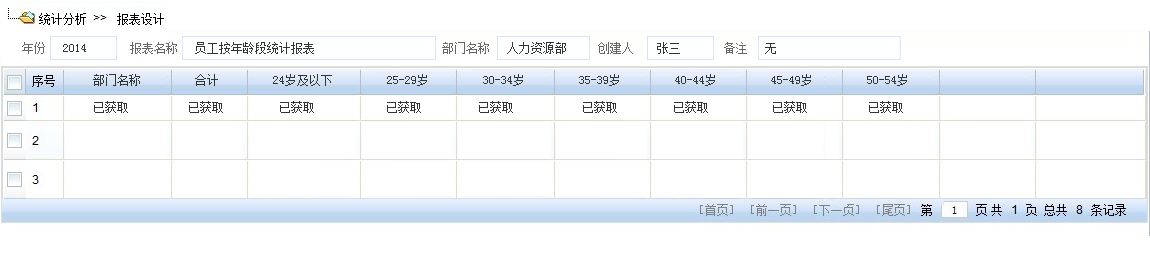 统计分析 >> 报表设计
年份 2014 报表名称 员工按年龄段统计报表 部门名称 人力资源部 创建人 张三 备注 无
序号 部门名称 合计 24岁及以下 25-29岁 30-34岁 35-39岁 40-44岁 45-49岁 50-54岁
1 已获取 已获取 已获取 已获取 已获取 已获取 已获取 已获取 已获取
2
3
[首页] [前一页] [下一页] [尾页] 第 1 页 共 1 页 总共 8 条记录